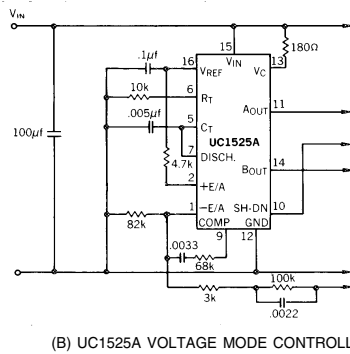 VIN
15
180Ω
.1µf
16
VREF
VIN
VC
13
10k
6
RT
AOUT
11
.005µf
5
CT
UC1525A
100µf
7
DISCH.
4.7k
BOUT
14
2
+E/A
1
−E/A
SH-DN
10
82k
COMP
GND
9
12
.0033
68k
100k
3k
.0022
(B) UC1525A VOLTAGE MODE CONTROLL